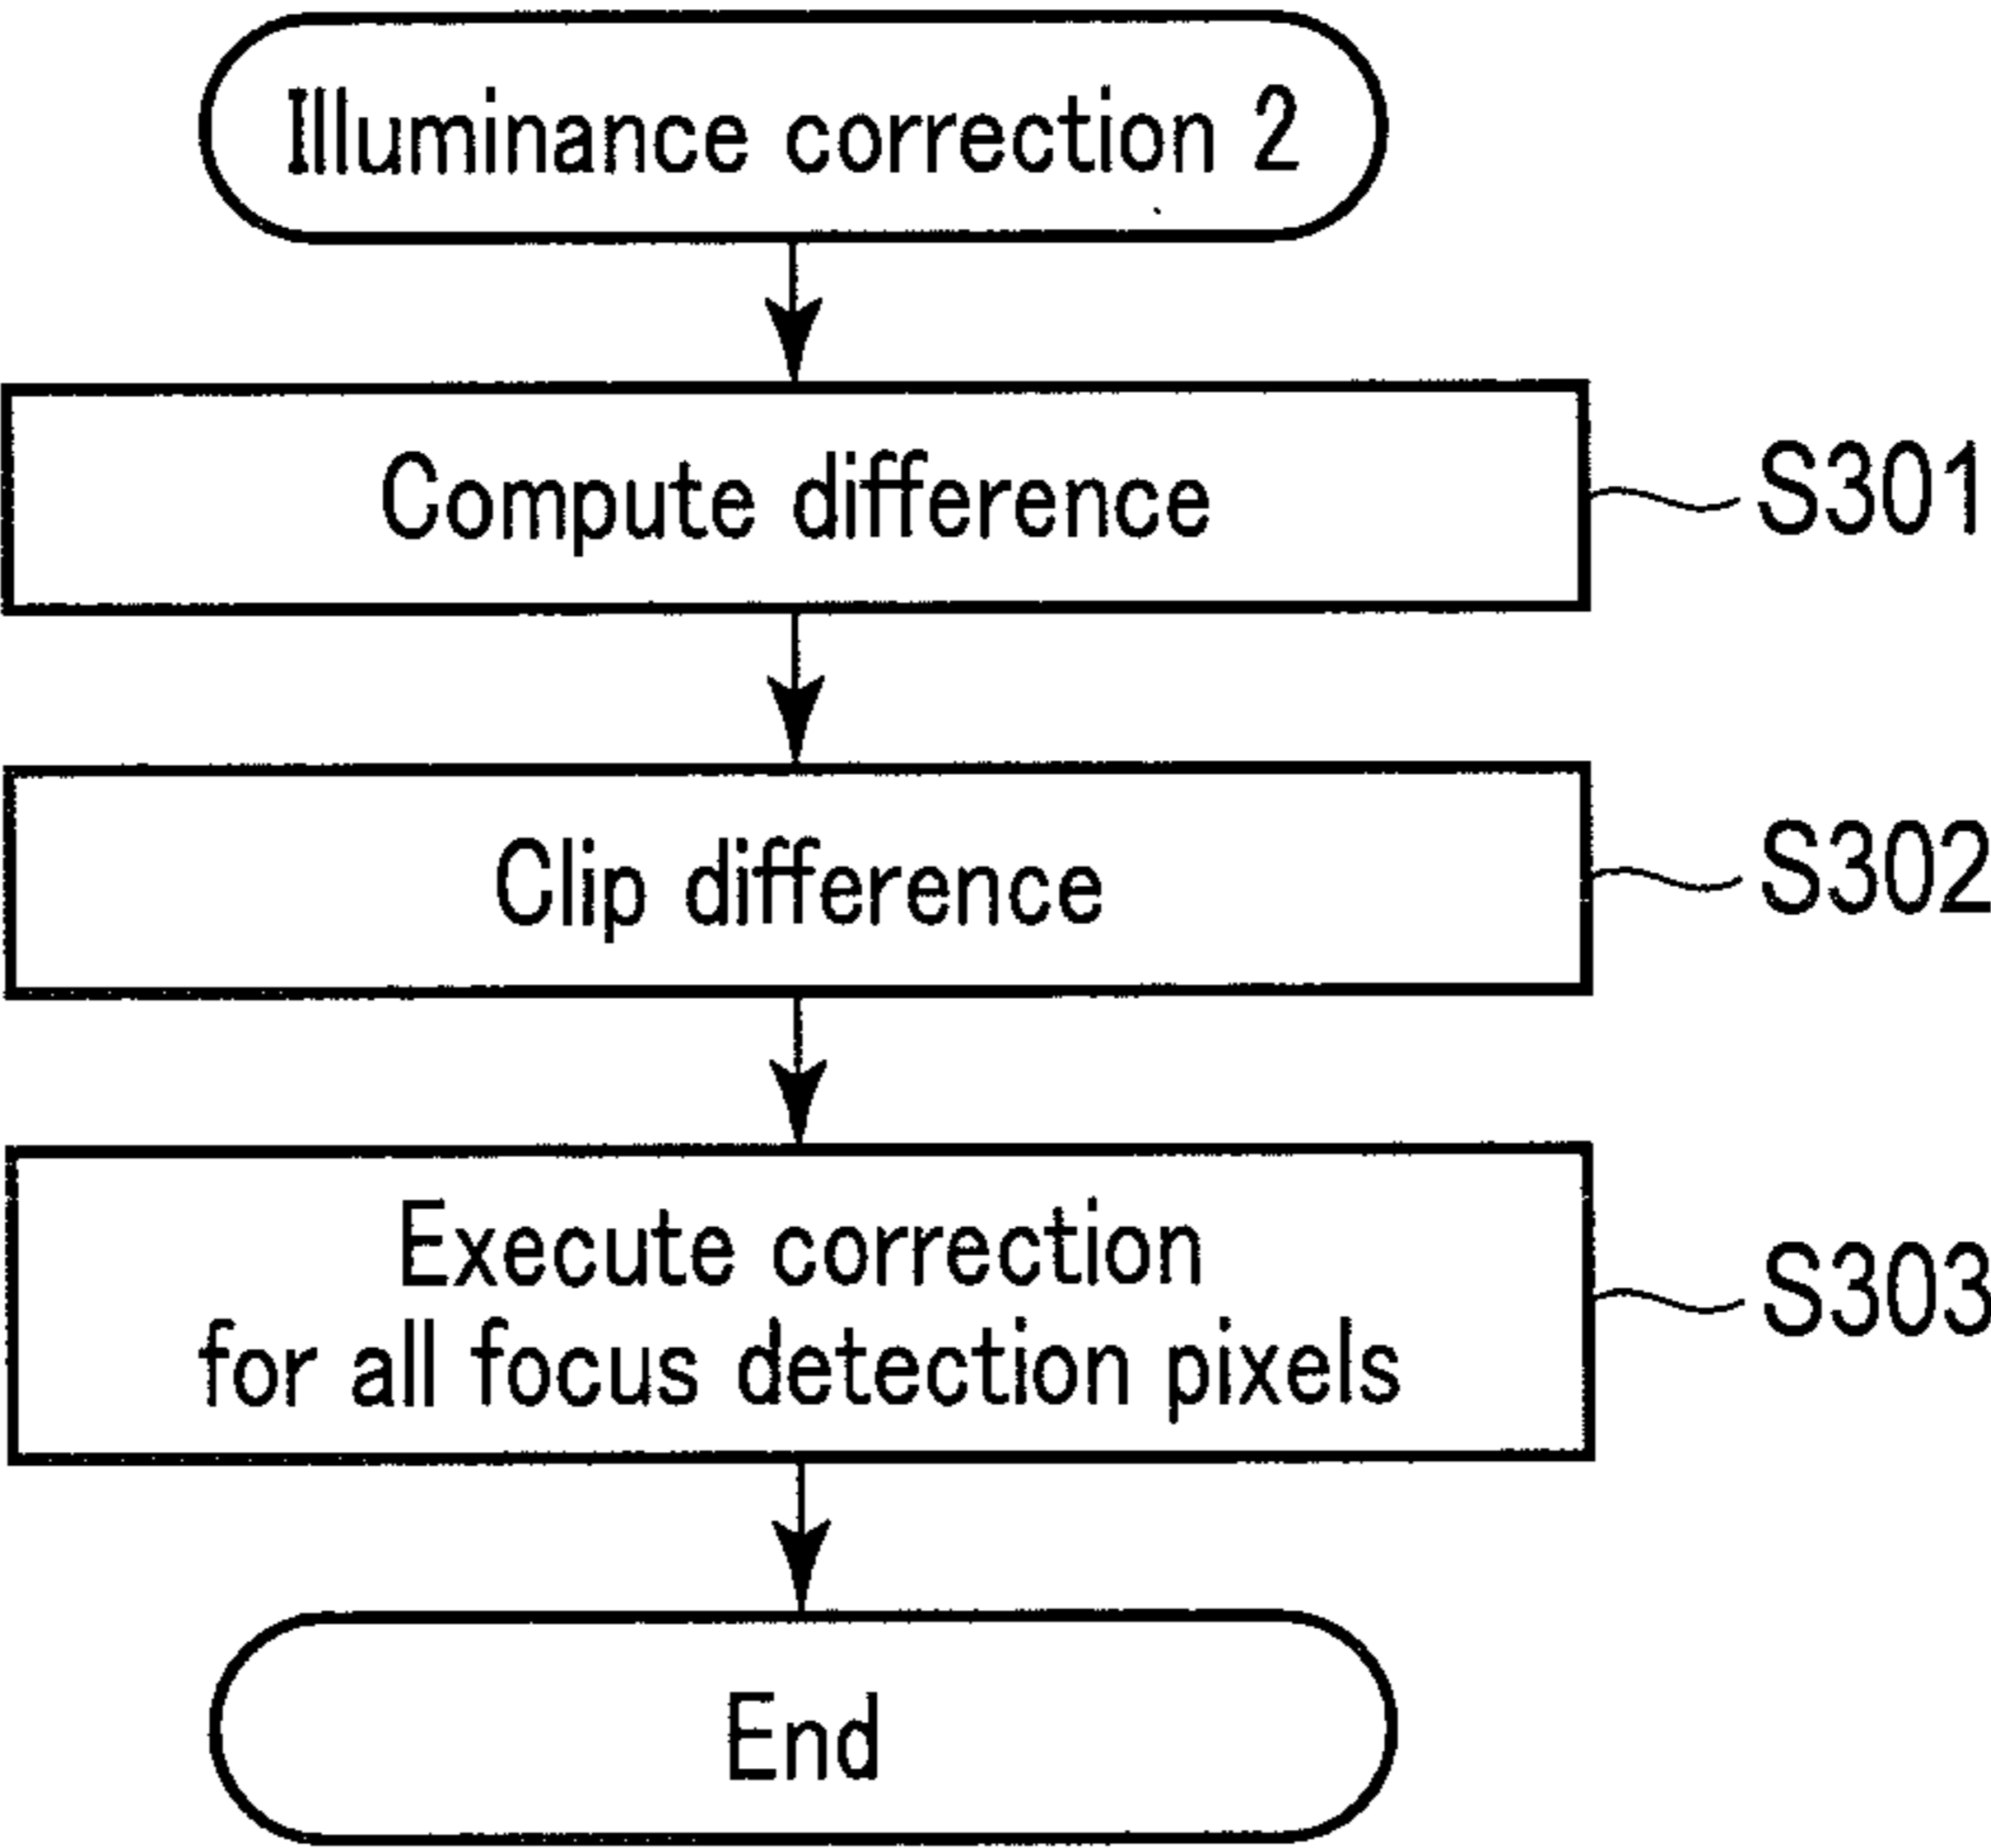 Illuminance correction 2
Compute difference
S301
Clip difference
S302
Execute correction
for all focus detection pixels
S303
End